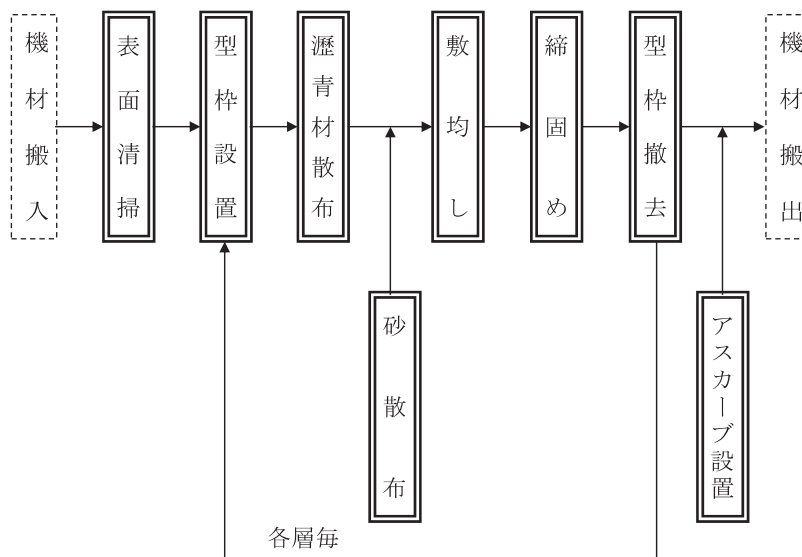 機材搬入
表面清掃
型枠設置
瀝青材散布
敷均し
締固め
型枠撤去
機材搬出
砂散布
アスカーブ設置
各層毎